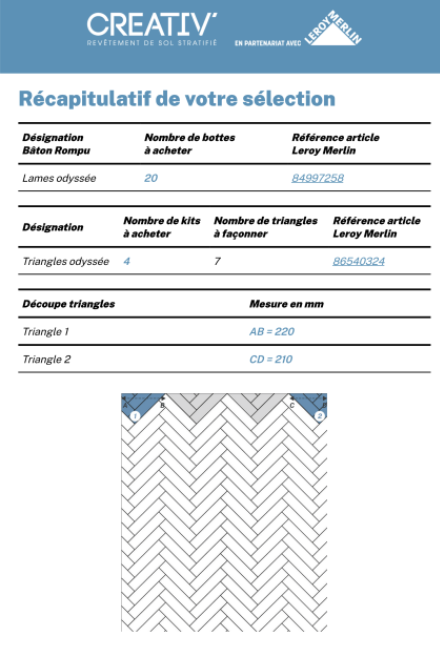 CREATIV'
REVÊTEMENT DE SOL STRATIFIÉ
EN PARTENARIAT AVEC
LEROY MERLIN
Récapitulatif de votre sélection
Désignation Bâton Rompu Nombre de bottes à acheter Référence article Leroy Merlin
Lames odyssée 20 84997258
Désignation Nombre de kits à acheter Nombre de triangles à façonner Référence article Leroy Merlin
Triangles odyssée 4 7 86540324
Découpe triangles Mesure en mm
Triangle 1 AB = 220
Triangle 2 CD = 210
A B C
1 2